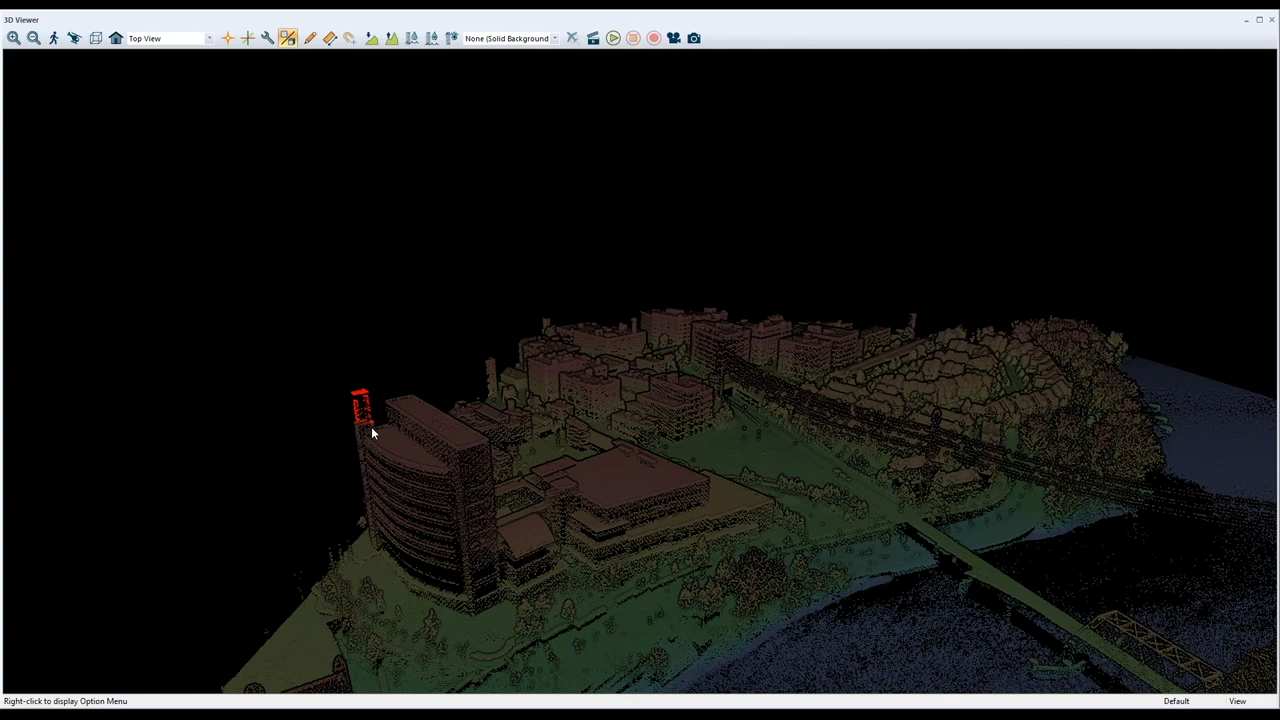 3D Viewer
Top View
None (Solid Background
Right-click to display Option Menu
Default
View